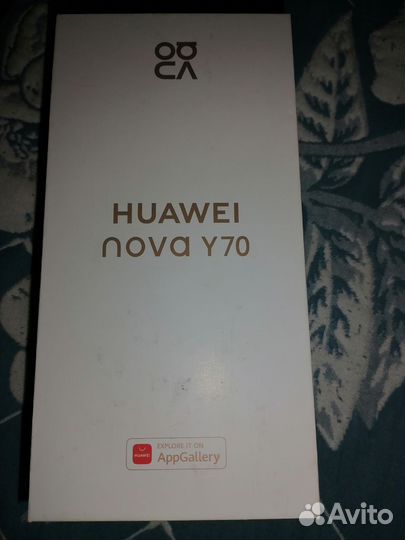 HUAWEI
nova Y70
EXPLORE IT ON
HUAWEI
AppGallery
Avito